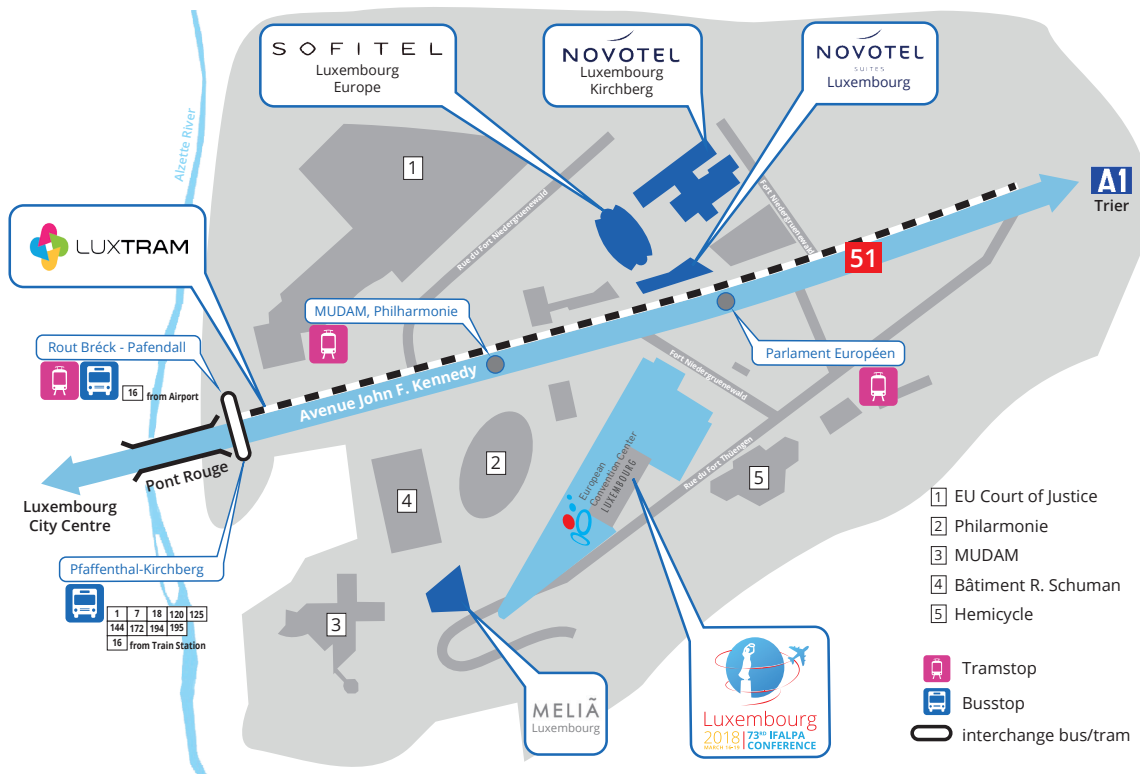 SOFITEL
Luxembourg
Europe
NOVOTEL
Luxembourg
Kirchberg
NOVOTEL
SUITES
Luxembourg
Alzette River
1
Rue du Fort Niedergruenewald
Fort Niedergruenewald
A1
Trier
51
LUXTRAM
MUDAM, Philharmonie
Rout Bréck - Pafendall
16 from Airport
Parlament Européen
Fort Niedergruenewald
Avenue John F. Kennedy
Pont Rouge
Luxembourg
City Centre
2
4
European
Convention Center
LUXEMBOURG
Rue du Fort Thüengen
5
Pfaffenthal-Kirchberg
1 7 18 120 125
144 172 194 195
16 from Train Station
3
MELIÃ
Luxembourg
Luxembourg
2018 73RD IFALPA
CONFERENCE
1 EU Court of Justice
2 Philarmonie
3 MUDAM
4 Bâtiment R. Schuman
5 Hemicycle
Tramstop
Busstop
interchange bus/tram